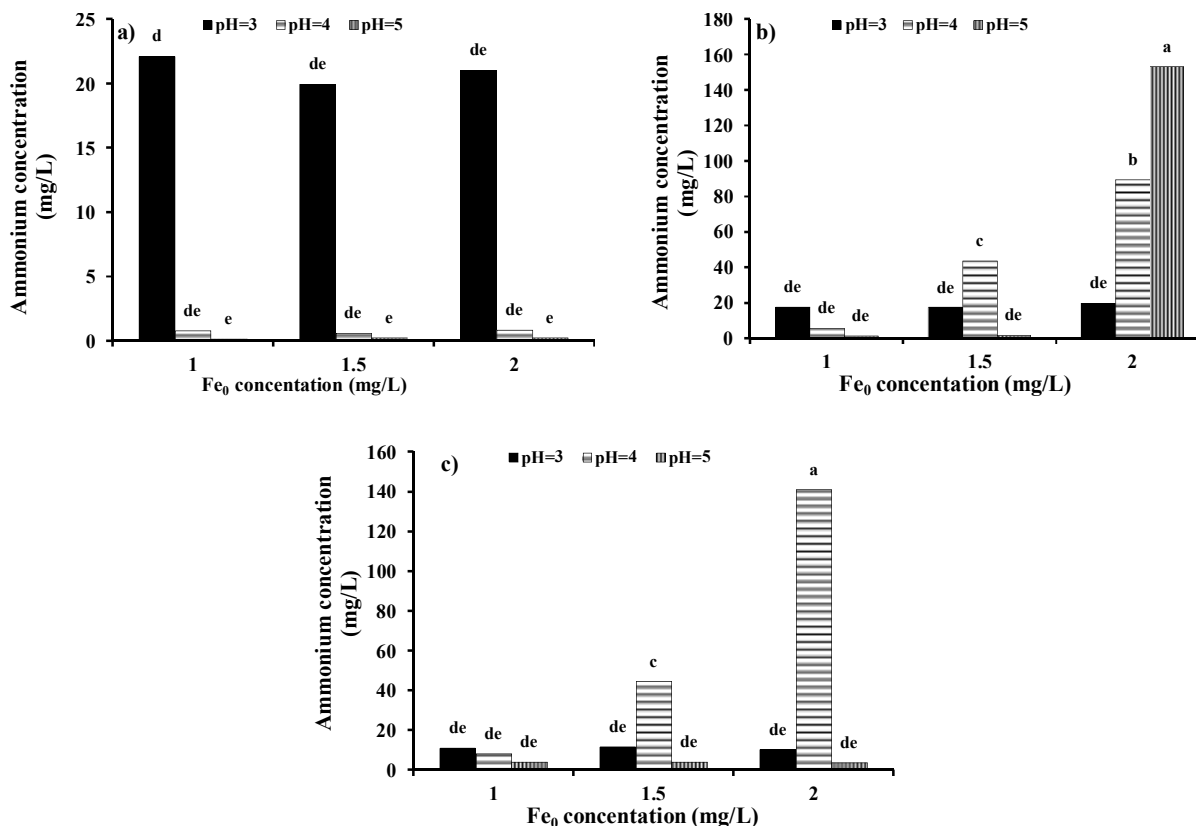 a)
pH=3 pH=4 pH=5
Ammonium concentration
(mg/L)
25
20
15
10
5
0
d de e
de de e
de de e
1 1.5 2
Fe₀ concentation (mg/L)
b)
pH=3 pH=4 pH=5
Ammonium concentration
(mg/L)
180
160
140
120
100
80
60
40
20
0
de de de
de c de
de b a
1 1.5 2
Fe₀ concentation (mg/L)
c)
pH=3 pH=4 pH=5
Ammonium concentration
(mg/L)
160
140
120
100
80
60
40
20
0
de de de
de c de
de a de
1 1.5 2
Fe₀ concentation (mg/L)